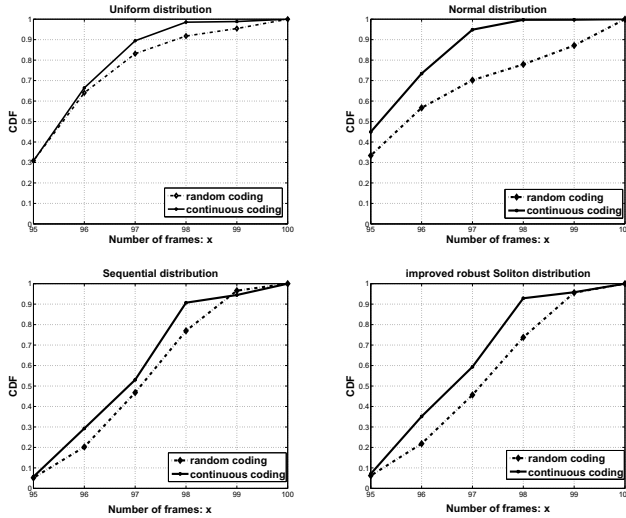 Uniform distribution
1
0.9
0.8
0.7
0.6
0.5
0.4
0.3
0.2
0.1
0
CDF
random coding
continuous coding
95 96 97 98 99 100
Number of frames: x
Normal distribution
1
0.9
0.8
0.7
0.6
0.5
0.4
0.3
0.2
0.1
0
CDF
random coding
continuous coding
95 96 97 98 99 100
Number of frames: x
Sequential distribution
1
0.9
0.8
0.7
0.6
0.5
0.4
0.3
0.2
0.1
0
CDF
random coding
continuous coding
95 96 97 98 99 100
Number of frames: x
improved robust Soliton distribution
1
0.9
0.8
0.7
0.6
0.5
0.4
0.3
0.2
0.1
0
CDF
random coding
continuous coding
95 96 97 98 99 100
Number of frames: x